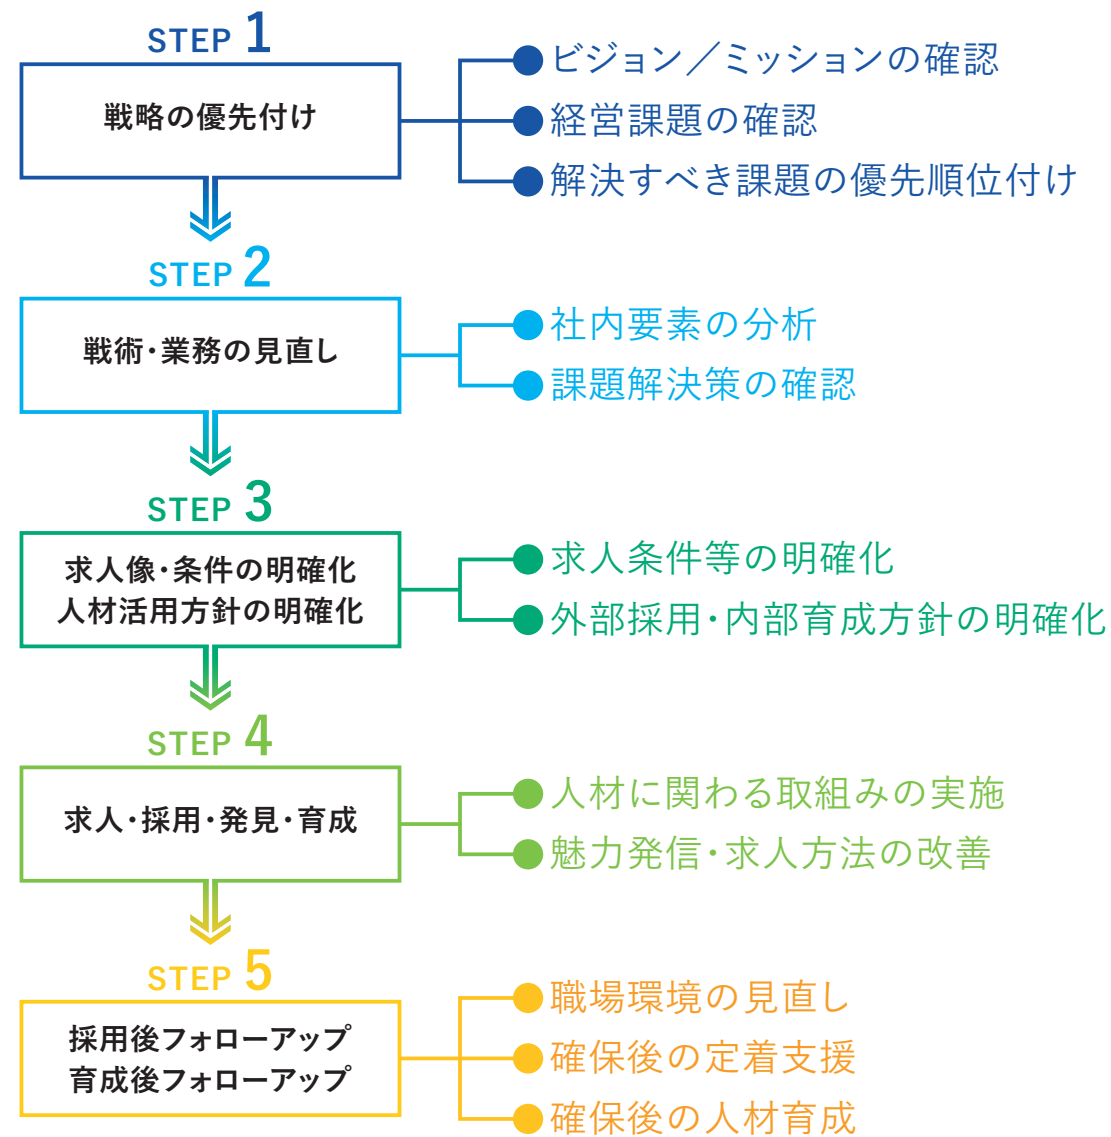 STEP 1
戦略の優先付け
ビジョン／ミッションの確認
経営課題の確認
解決すべき課題の優先順位付け
STEP 2
戦術・業務の見直し
社内要素の分析
課題解決策の確認
STEP 3
求人像・条件の明確化
人材活用方針の明確化
求人条件等の明確化
外部採用・内部育成方針の明確化
STEP 4
求人・採用・発見・育成
人材に関わる取組みの実施
魅力発信・求人方法の改善
STEP 5
採用後フォローアップ
育成後フォローアップ
職場環境の見直し
確保後の定着支援
確保後の人材育成